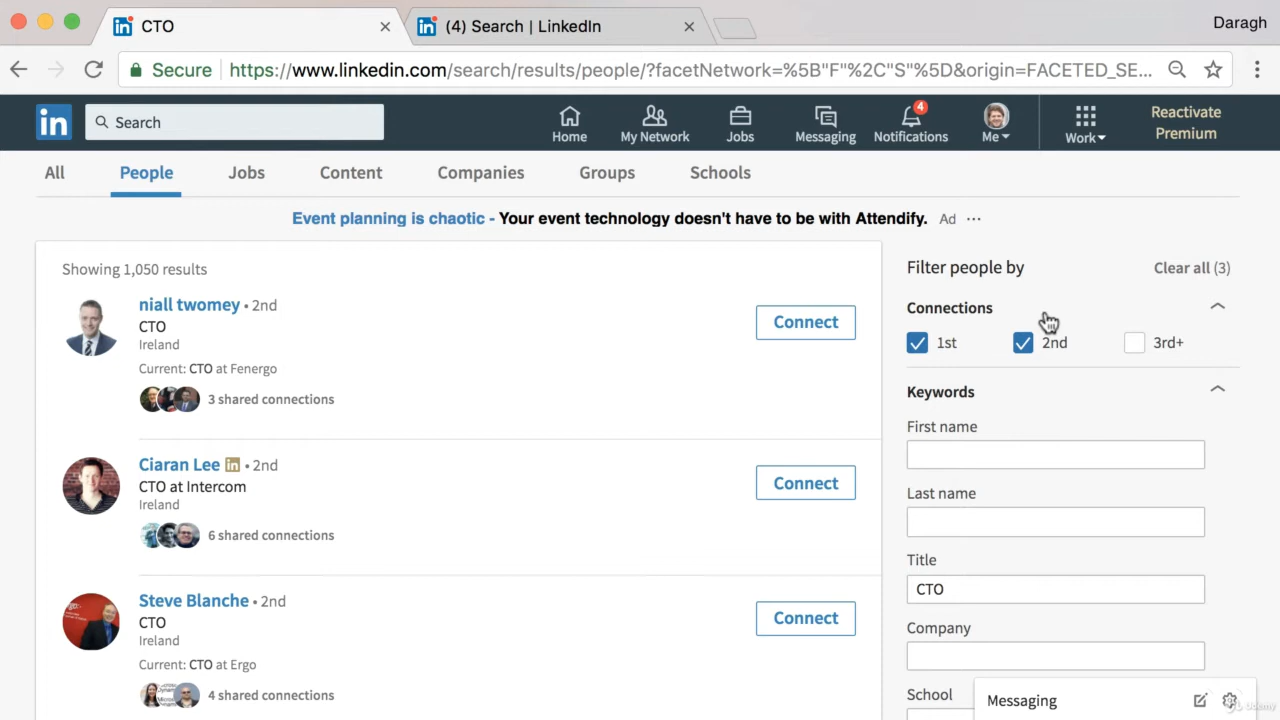 CTO
(4) Search | LinkedIn
Daragh
Secure
https://www.linkedin.com/search/results/people/?facetNetwork=%5B"F"%2C"S"%5D&origin=FACETED_SE...
in
Search
Home
My Network
Jobs
Messaging
4
Notifications
Me
Work
Reactivate
Premium
All
People
Jobs
Content
Companies
Groups
Schools
Event planning is chaotic - Your event technology doesn't have to be with Attendify. Ad ...
Showing 1,050 results
niall twomey • 2nd
CTO
Ireland
Current: CTO at Fenergo
3 shared connections
Connect
Ciaran Lee in • 2nd
CTO at Intercom
Ireland
6 shared connections
Connect
Steve Blanche • 2nd
CTO
Ireland
Current: CTO at Ergo
4 shared connections
Connect
Filter people by
Clear all (3)
Connections
1st
2nd
3rd+
Keywords
First name
Last name
Title
CTO
Company
School
Messaging
Udemy